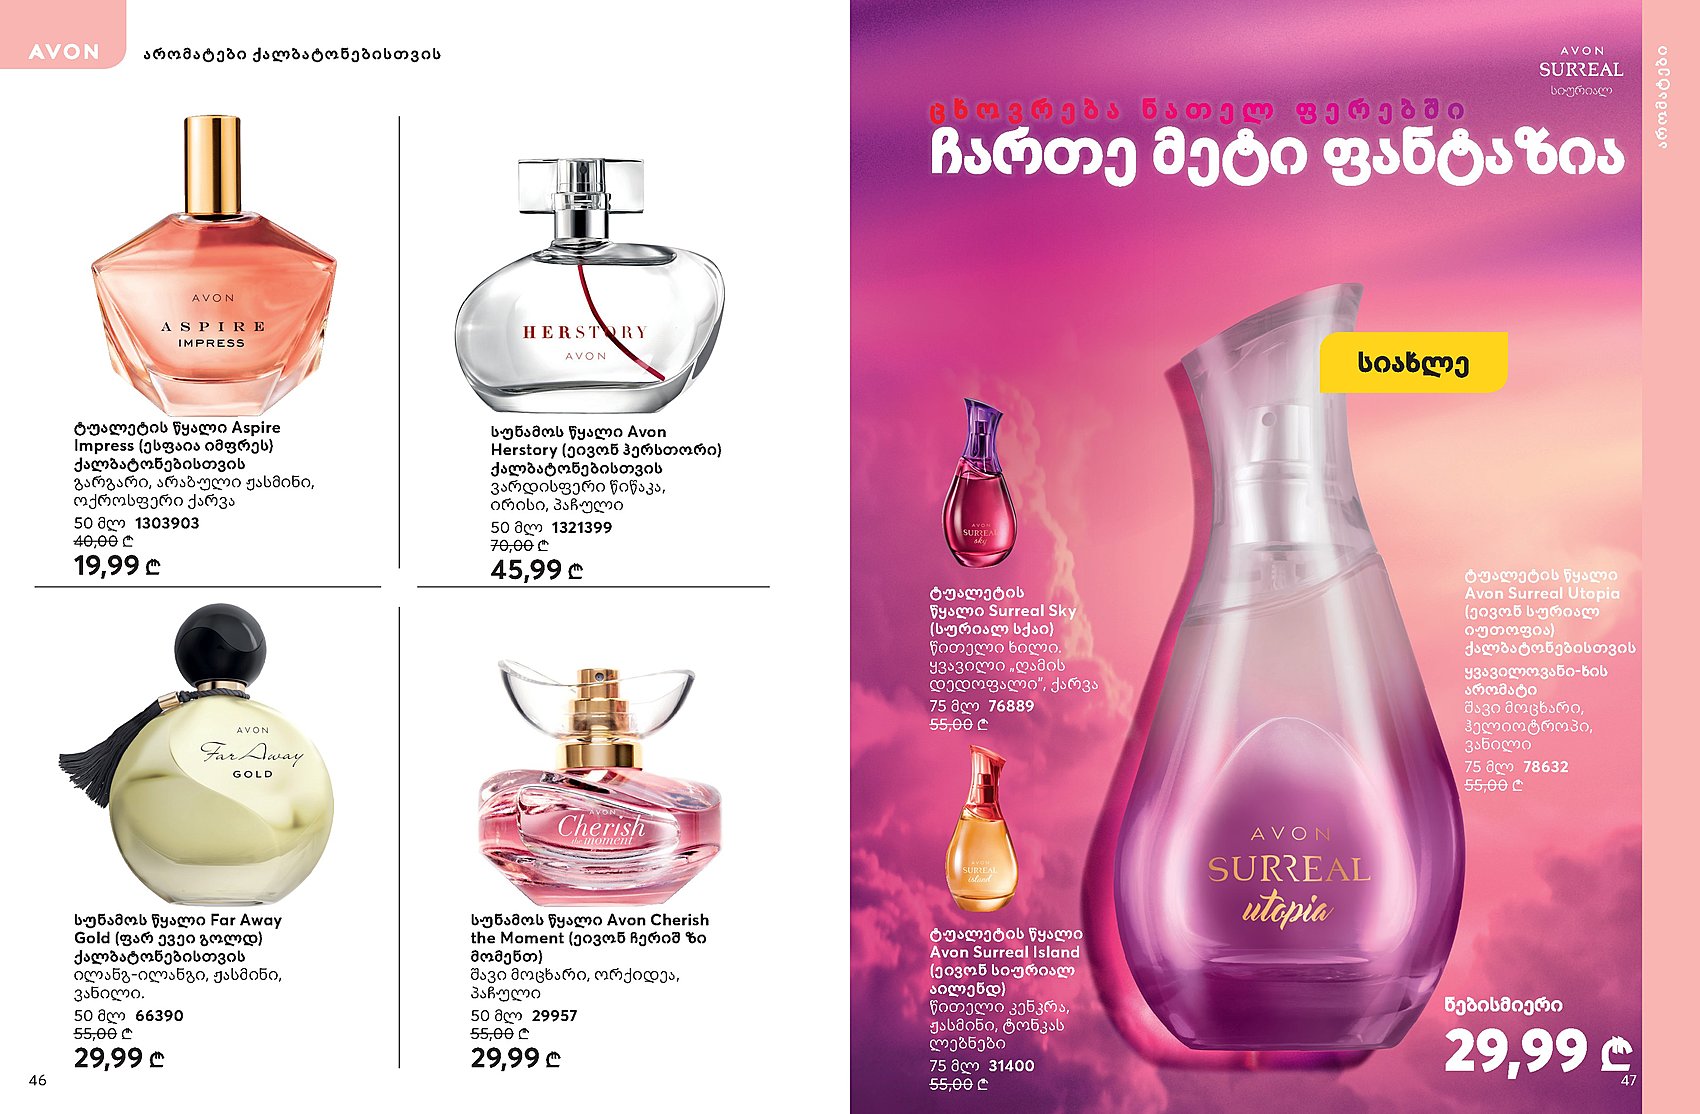 AVON
არომატები ქალბატონებისთვის
AVON
ASPIRE
IMPRESS
ტუალეტის წყალი Aspire
Impress (ესფაია იმფრეს)
ქალბატონებისთვის
გარგარი, არაბული ჟასმინი,
ოქროსფერი ქარვა
50 მლ 1303903
40,00 ₾
19,99 ₾
HERSTORY
AVON
სუნამოს წყალი Avon
Herstory (ეივონ ჰერსთორი)
ქალბატონებისთვის
ვარდისფერი წიწაკა,
ირისი, პაჩული
50 მლ 1321399
70,00 ₾
45,99 ₾
AVON
Far Away
GOLD
სუნამოს წყალი Far Away
Gold (ფარ ევეი გოლდ)
ქალბატონებისთვის
ილანგ-ილანგი, ჟასმინი,
ვანილი.
50 მლ 66390
55,00 ₾
29,99 ₾
AVON
Cherish
the moment
სუნამოს წყალი Avon Cherish
the Moment (ეივონ ჩერიშ ზი
მომენთ)
შავი მოცხარი, ორქიდეა,
პაჩული
50 მლ 29957
55,00 ₾
29,99 ₾
46
AVON
SURREAL
სიურიალ
არომატები
ცხოვრება ნათელ ფერებში
ჩართე მეტი ფანტაზია
სიახლე
AVON
SURREAL
sky
ტუალეტის
წყალი Surreal Sky
(სურიალ სქაი)
წითელი ხილი.
ყვავილი „ღამის
დედოფალი“, ქარვა
75 მლ 76889
55,00 ₾
AVON
SURREAL
island
ტუალეტის წყალი
Avon Surreal Island
(ეივონ სიურიალ
აილენდ)
წითელი კენკრა,
ჟასმინი, ტონკას
ლებნები
75 მლ 31400
55,00 ₾
AVON
SURREAL
utopia
ტუალეტის წყალი
Avon Surreal Utopia
(ეივონ სურიალ
იუთოფია)
ქალბატონებისთვის
ყვავილოვანი-ხის
არომატი
შავი მოცხარი,
ჰელიოტროპი,
ვანილი
75 მლ 78632
55,00 ₾
ნებისმიერი
29,99 ₾
47